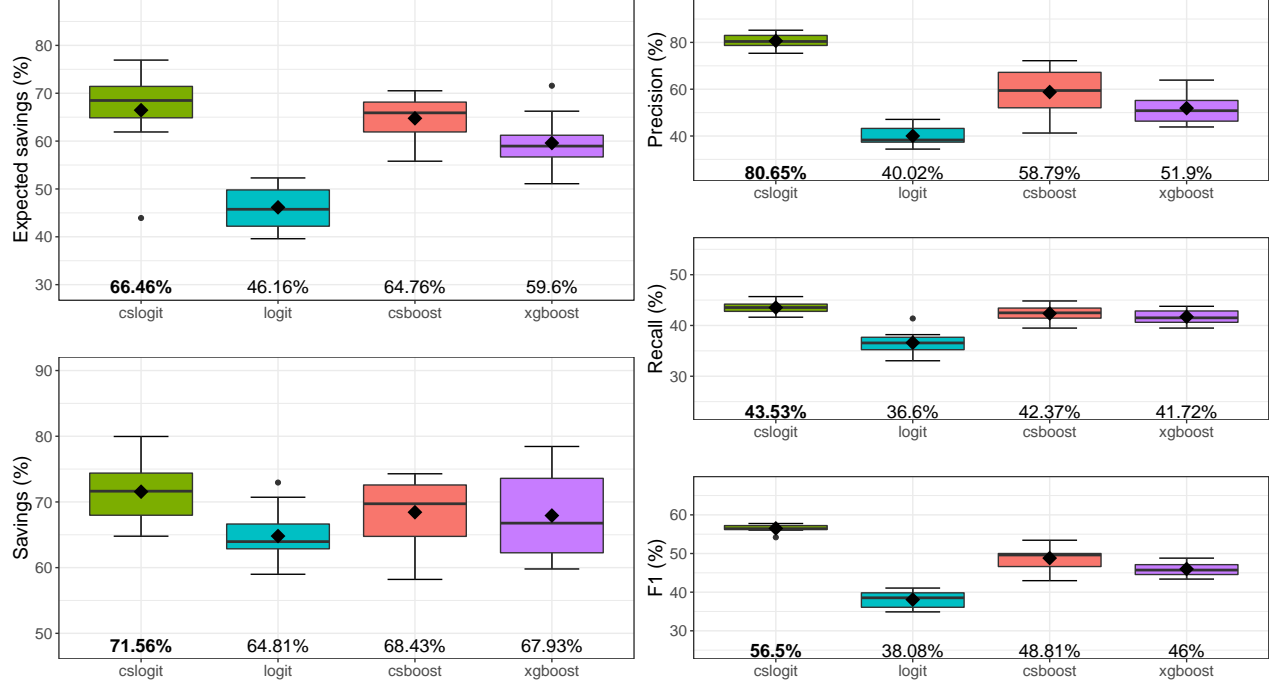 Expected savings (%)
80
70
60
50
40
30
66.46% 46.16% 64.76% 59.6%
cslogit logit csboost xgboost
Savings (%)
90
80
70
60
50
71.56% 64.81% 68.43% 67.93%
cslogit logit csboost xgboost
Precision (%)
80
60
40
80.65% 40.02% 58.79% 51.9%
cslogit logit csboost xgboost
Recall (%)
50
40
30
43.53% 36.6% 42.37% 41.72%
cslogit logit csboost xgboost
F1 (%)
60
50
40
30
56.5% 38.08% 48.81% 46%
cslogit logit csboost xgboost